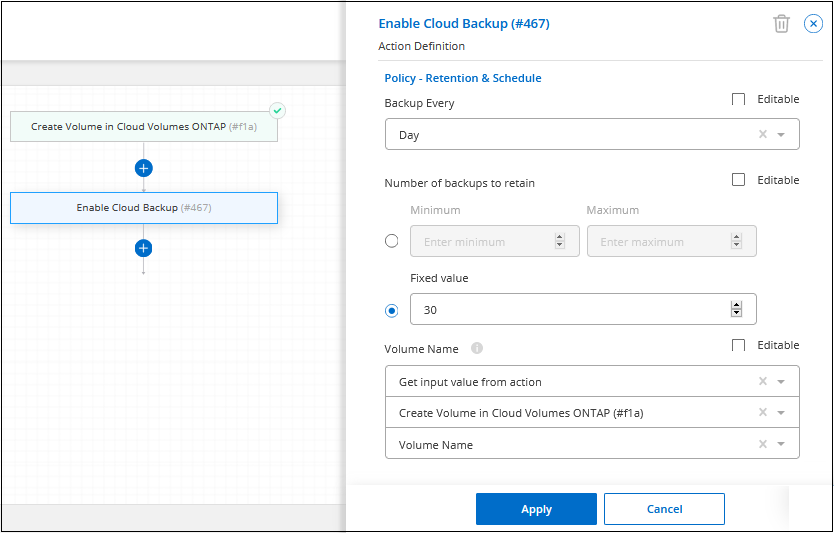 Create Volume in Cloud Volumes ONTAP (#f1a)
Enable Cloud Backup (#467)
Enable Cloud Backup (#467)
Action Definition
Policy - Retention & Schedule
Backup Every
Editable
Day
Number of backups to retain
Editable
Minimum Maximum
Enter minimum Enter maximum
Fixed value
30
Volume Name
Editable
Get input value from action
Create Volume in Cloud Volumes ONTAP (#f1a)
Volume Name
Apply Cancel